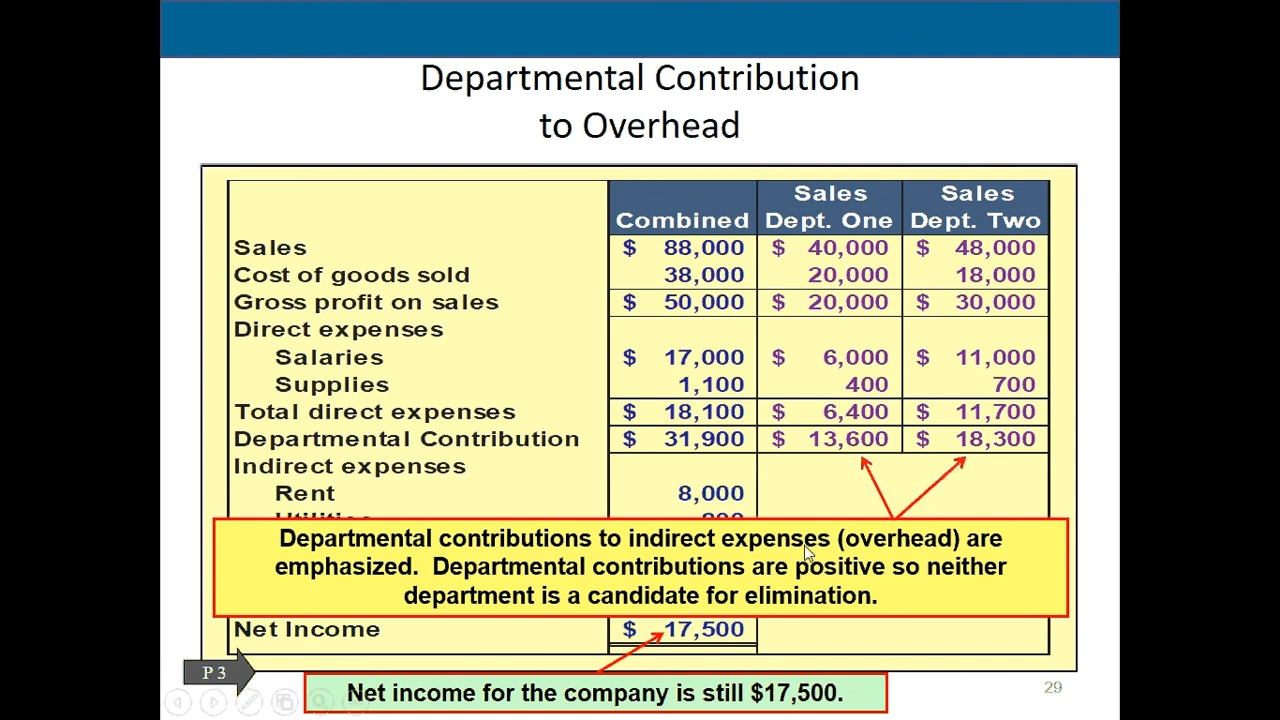 Departmental Contribution
to Overhead
Sales Sales
Combined Dept. One Dept. Two
Sales $ 88,000 $ 40,000 $ 48,000
Cost of goods sold 38,000 20,000 18,000
Gross profit on sales $ 50,000 $ 20,000 $ 30,000
Direct expenses
Salaries $ 17,000 $ 6,000 $ 11,000
Supplies 1,100 400 700
Total direct expenses $ 18,100 $ 6,400 $ 11,700
Departmental Contribution $ 31,900 $ 13,600 $ 18,300
Indirect expenses
Rent 8,000
Departmental contributions to indirect expenses (overhead) are
emphasized. Departmental contributions are positive so neither
department is a candidate for elimination.
Net Income $ 17,500
P 3
Net income for the company is still $17,500.
29